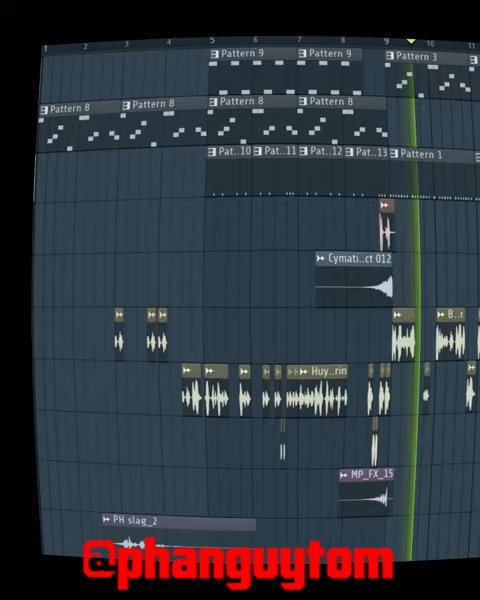 1 2 3 4 5 6 7 8 9 10 11
Pattern 9 Pattern 9 Pattern 3
Pattern 8 Pattern 8 Pattern 8 Pattern 8
Pat..10 Pat..11 Pat..12 Pat..13 Pattern 1
Cymati..ct 012
B..r
Huy..rin
MP_FX_15
PH slag_2
@phanguytom